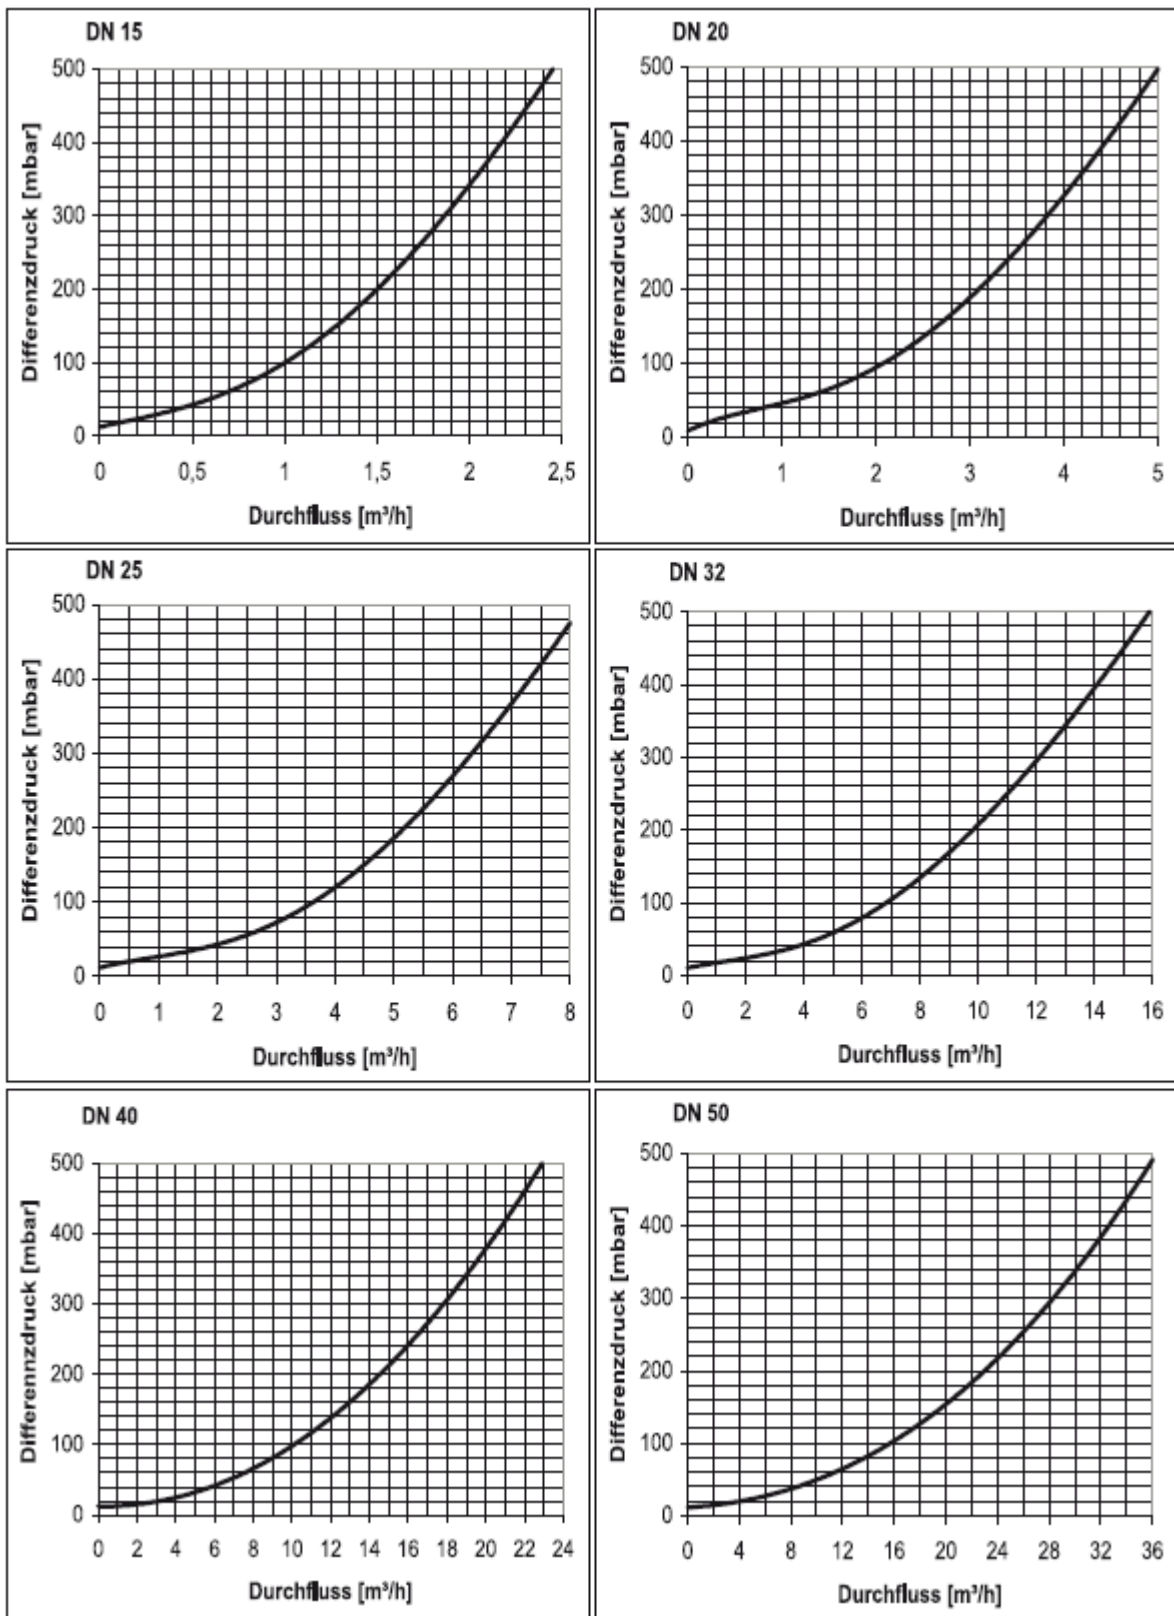 DN 15
Differenzdruck [mbar]
500
400
300
200
100
0
0 0,5 1 1,5 2 2,5
Durchfluss [m³/h]
DN 20
Differenzdruck [mbar]
500
400
300
200
100
0
0 1 2 3 4 5
Durchfluss [m³/h]
DN 25
Differenzdruck [mbar]
500
400
300
200
100
0
0 1 2 3 4 5 6 7 8
Durchfluss [m³/h]
DN 32
Differenzdruck [mbar]
500
400
300
200
100
0
0 2 4 6 8 10 12 14 16
Durchfluss [m³/h]
DN 40
Differennzdruck [mbar]
500
400
300
200
100
0
0 2 4 6 8 10 12 14 16 18 20 22 24
Durchfluss [m³/h]
DN 50
Differenzdruck [mbar]
500
400
300
200
100
0
0 4 8 12 16 20 24 28 32 36
Durchfluss [m³/h]